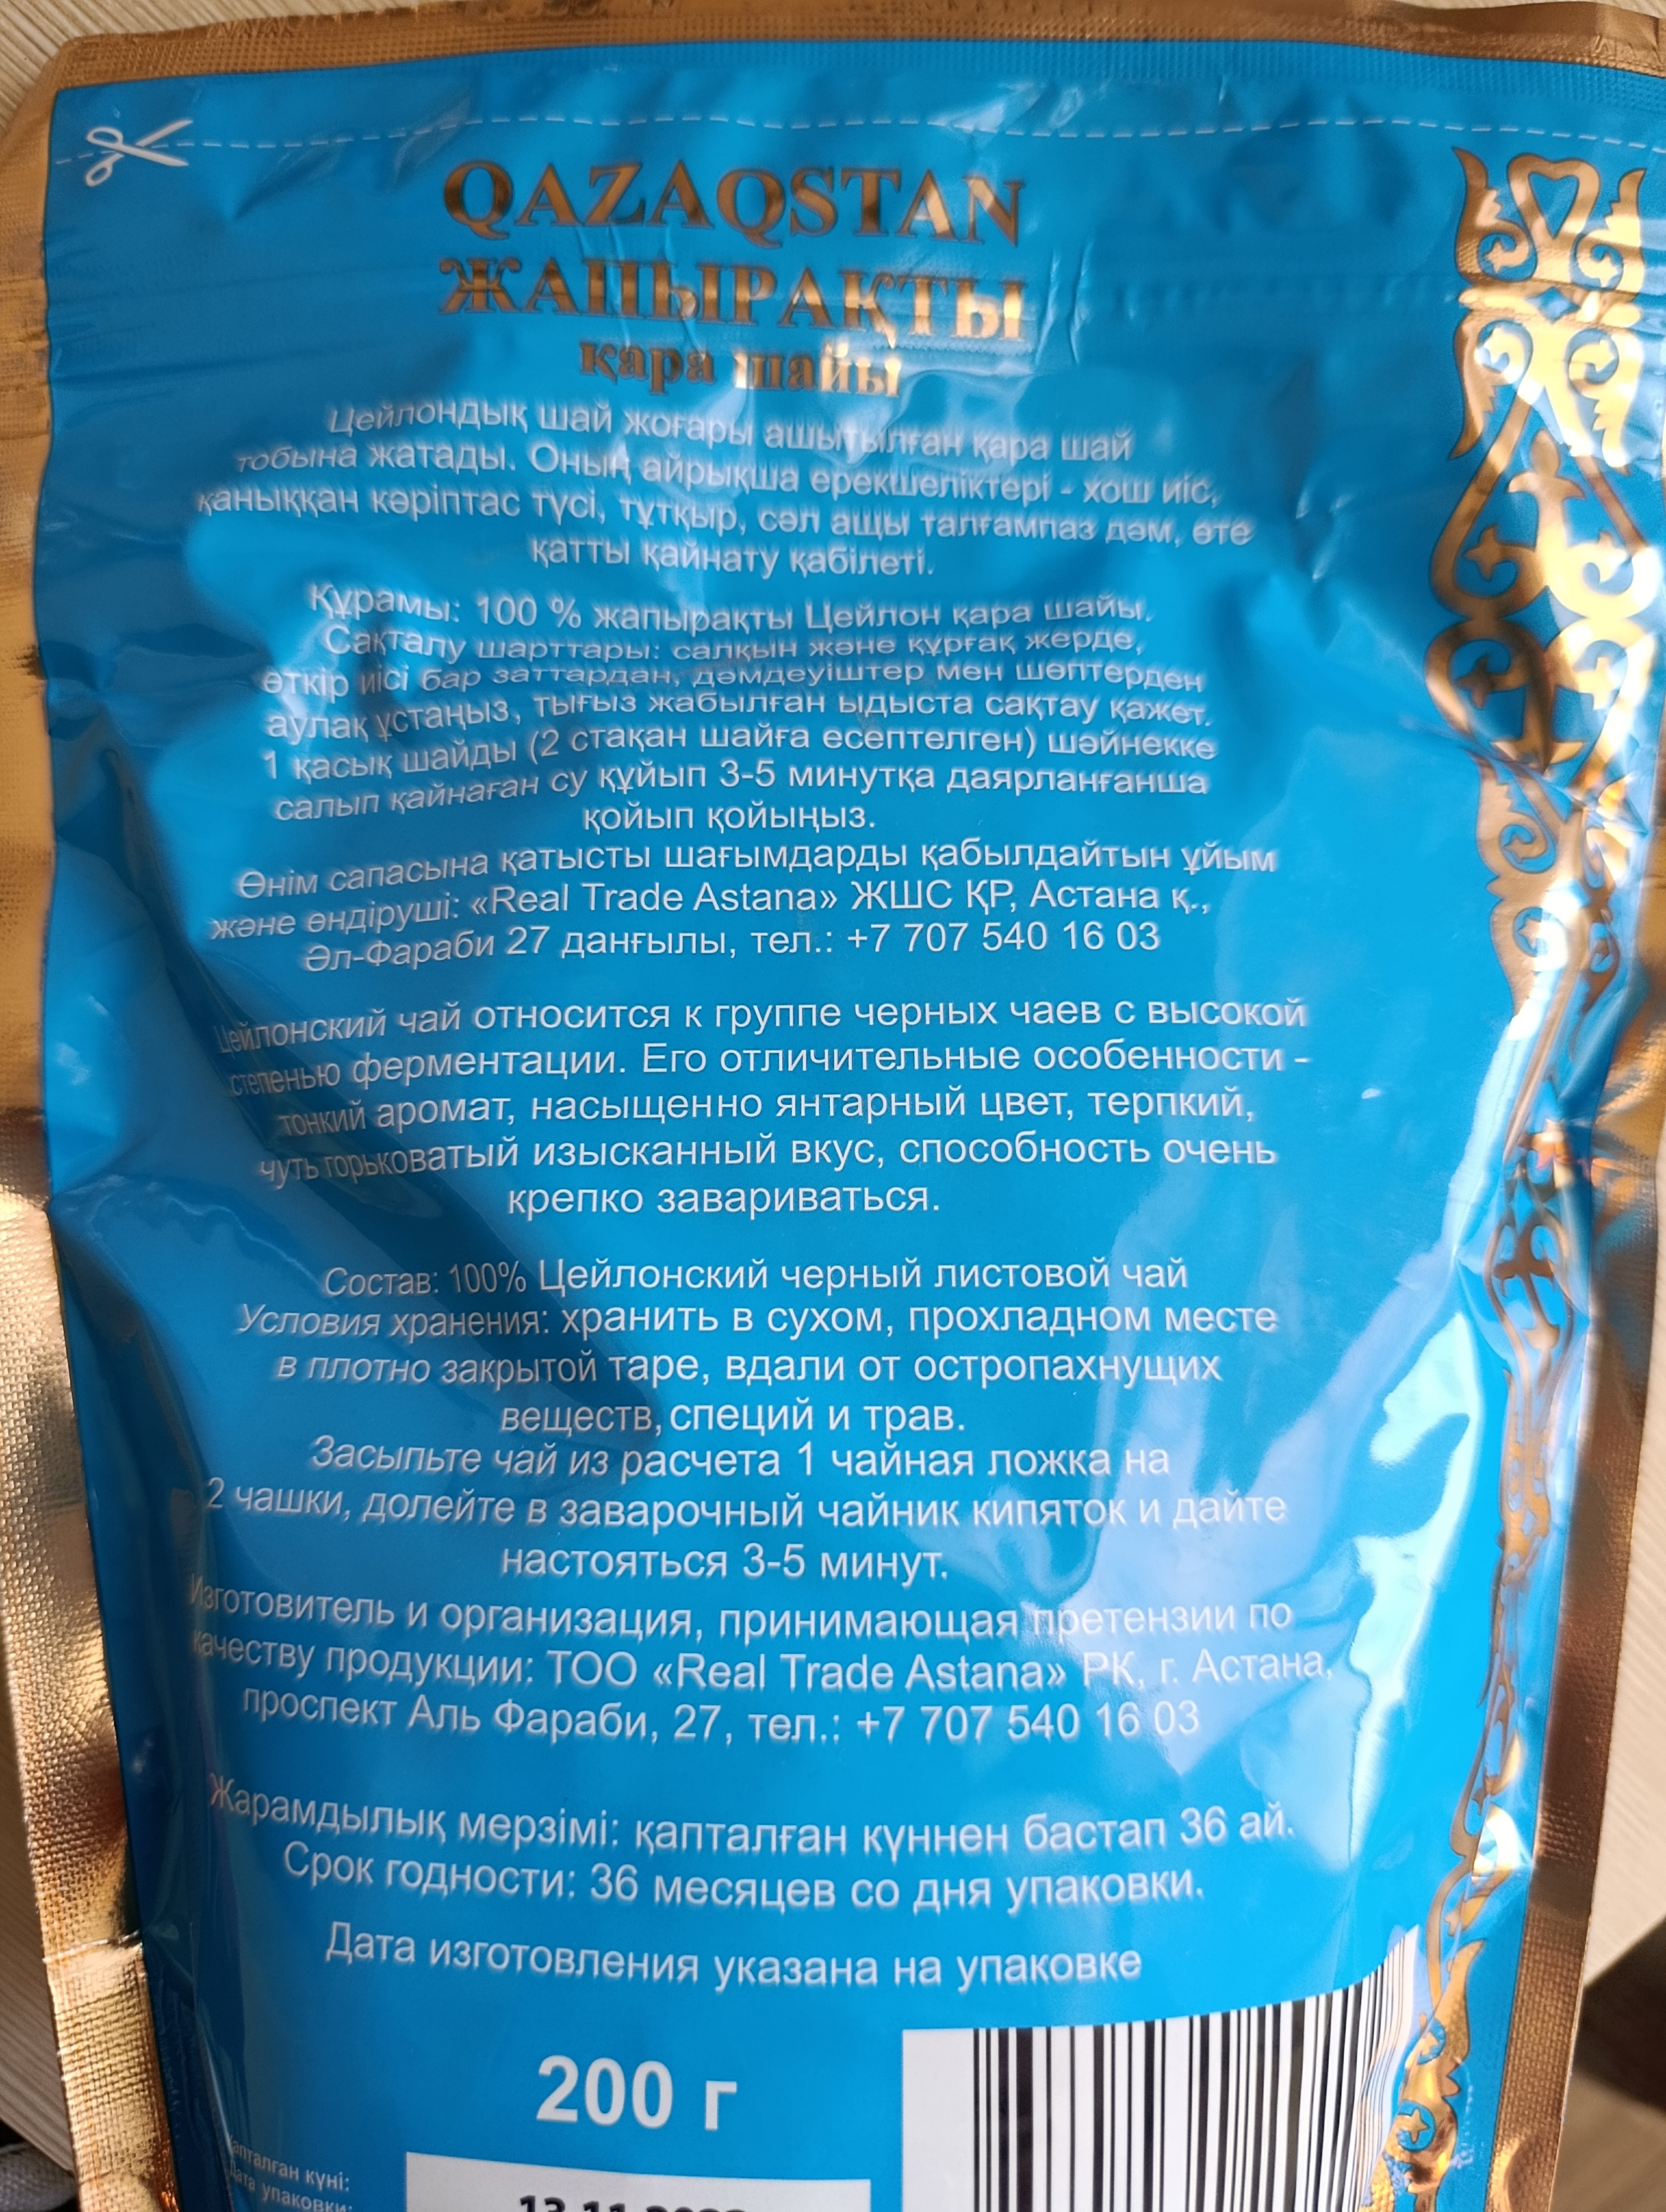 QAZAQSTAN
ЖАПЫРАҚТЫ
қара шайы
Цейлондық шай жоғары ашытылған қара шай
тобына жатады. Оның айрықша ерекшеліктері - хош иіс,
қаныққан кәріптас түсі, тұтқыр, сәл ащы талғампаз дәм, өте
қатты қайнату қабілеті.
Құрамы: 100 % жапырақты Цейлон қара шайы.
Сақталу шарттары: салқын және құрғақ жерде,
өткір иісі бар заттардан, дәмдеуіштер мен шөптерден
аулақ ұстаңыз, тығыз жабылған ыдыста сақтау қажет.
1 қасық шайды (2 стақан шайға есептелген) шәйнекке
салып қайнаған су құйып 3-5 минутқа даярланғанша
қойып қойыңыз.
Өнім сапасына қатысты шағымдарды қабылдайтын ұйым
және өндіруші: «Real Trade Astana» ЖШС ҚР, Астана қ.,
Әл-Фараби 27 данғылы, тел.: +7 707 540 16 03
Цейлонский чай относится к группе черных чаев с высокой
степенью ферментации. Его отличительные особенности -
тонкий аромат, насыщенно янтарный цвет, терпкий,
чуть горьковатый изысканный вкус, способность очень
крепко завариваться.
Состав: 100% Цейлонский черный листовой чай
Условия хранения: хранить в сухом, прохладном месте
в плотно закрытой таре, вдали от остропахнущих
веществ, специй и трав.
Засыпьте чай из расчета 1 чайная ложка на
2 чашки, долейте в заварочный чайник кипяток и дайте
настояться 3-5 минут.
Изготовитель и организация, принимающая претензии по
качеству продукции: ТОО «Real Trade Astana» РК, г. Астана,
проспект Аль Фараби, 27, тел.: +7 707 540 16 03
Жарамдылық мерзімі: қапталған күннен бастап 36 ай.
Срок годности: 36 месяцев со дня упаковки.
Дата изготовления указана на упаковке
200 г
Қапталған күні:
Дата упаковки: